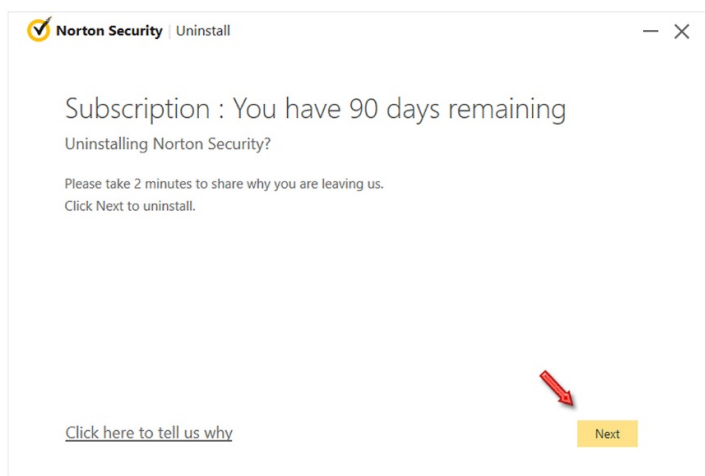 Norton Security | Uninstall
Subscription : You have 90 days remaining
Uninstalling Norton Security?
Please take 2 minutes to share why you are leaving us.
Click Next to uninstall.
Click here to tell us why
Next